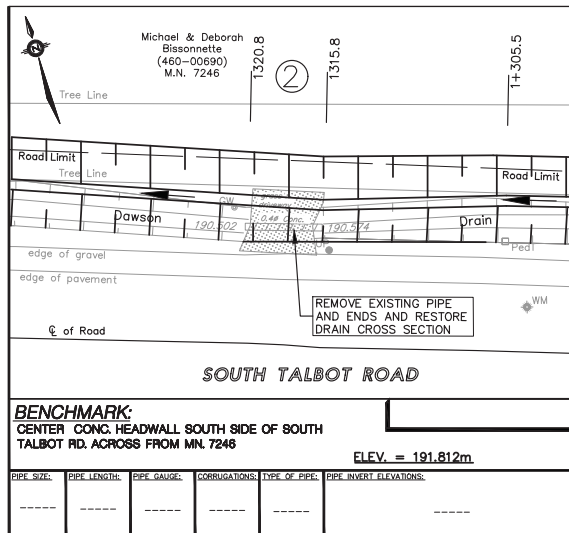 N
Michael & Deborah
Bissonnette
(460-00690)
M.N. 7246
1320.8
2
1315.8
1+305.5
Tree Line
Road Limit
Tree Line
Road Limit
GW
grass
driveway
Dawson
190.502
0.4Ø Conc.
190.574
Drain
Ped
edge of gravel
edge of pavement
REMOVE EXISTING PIPE
AND ENDS AND RESTORE
DRAIN CROSS SECTION
WM
℄ of Road
SOUTH TALBOT ROAD
BENCHMARK:
CENTER CONC. HEADWALL SOUTH SIDE OF SOUTH
TALBOT RD. ACROSS FROM MN. 7246
ELEV. = 191.812m
PIPE SIZE: PIPE LENGTH: PIPE GAUGE: CORRUGATIONS: TYPE OF PIPE: PIPE INVERT ELEVATIONS:
----- ----- ----- ----- ----- -----